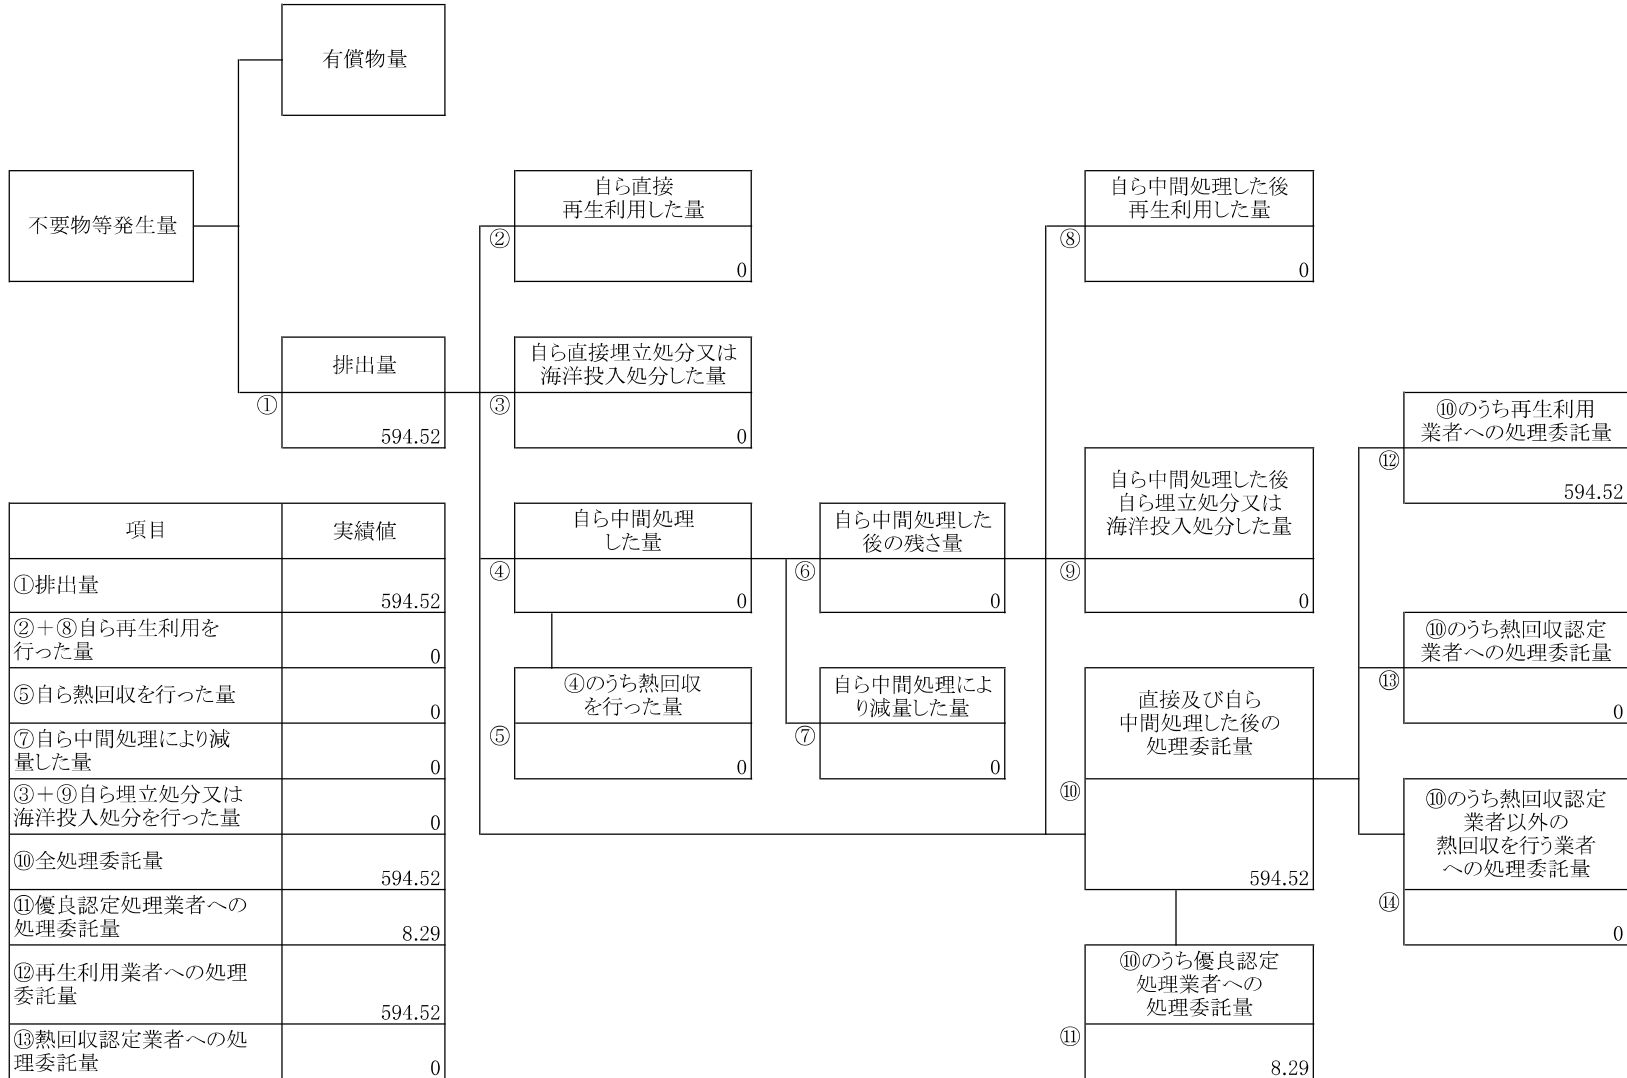 有償物量
不要物等発生量
自ら直接
再生利用した量
②
0
自ら中間処理した後
再生利用した量
⑧
0
排出量
①
594.52
自ら直接埋立処分又は
海洋投入処分した量
③
0
⑩のうち再生利用
業者への処理委託量
⑫
594.52
自ら中間処理した後
自ら埋立処分又は
海洋投入処分した量
⑨
0
自ら中間処理
した量
④
0
自ら中間処理した
後の残さ量
⑥
0
④のうち熱回収
を行った量
⑤
0
自ら中間処理によ
り減量した量
⑦
0
直接及び自ら
中間処理した後の
処理委託量
⑩
594.52
⑩のうち熱回収認定
業者への処理委託量
⑬
0
⑩のうち熱回収認定
業者以外の
熱回収を行う業者
への処理委託量
⑭
0
⑩のうち優良認定
処理業者への
処理委託量
⑪
8.29
項目
実績値
①排出量
594.52
②＋⑧自ら再生利用を
行った量
0
⑤自ら熱回収を行った量
0
⑦自ら中間処理により減
量した量
0
③＋⑨自ら埋立処分又は
海洋投入処分を行った量
0
⑩全処理委託量
594.52
⑪優良認定処理業者への
処理委託量
8.29
⑫再生利用業者への処理
委託量
594.52
⑬熱回収認定業者への処
理委託量
0